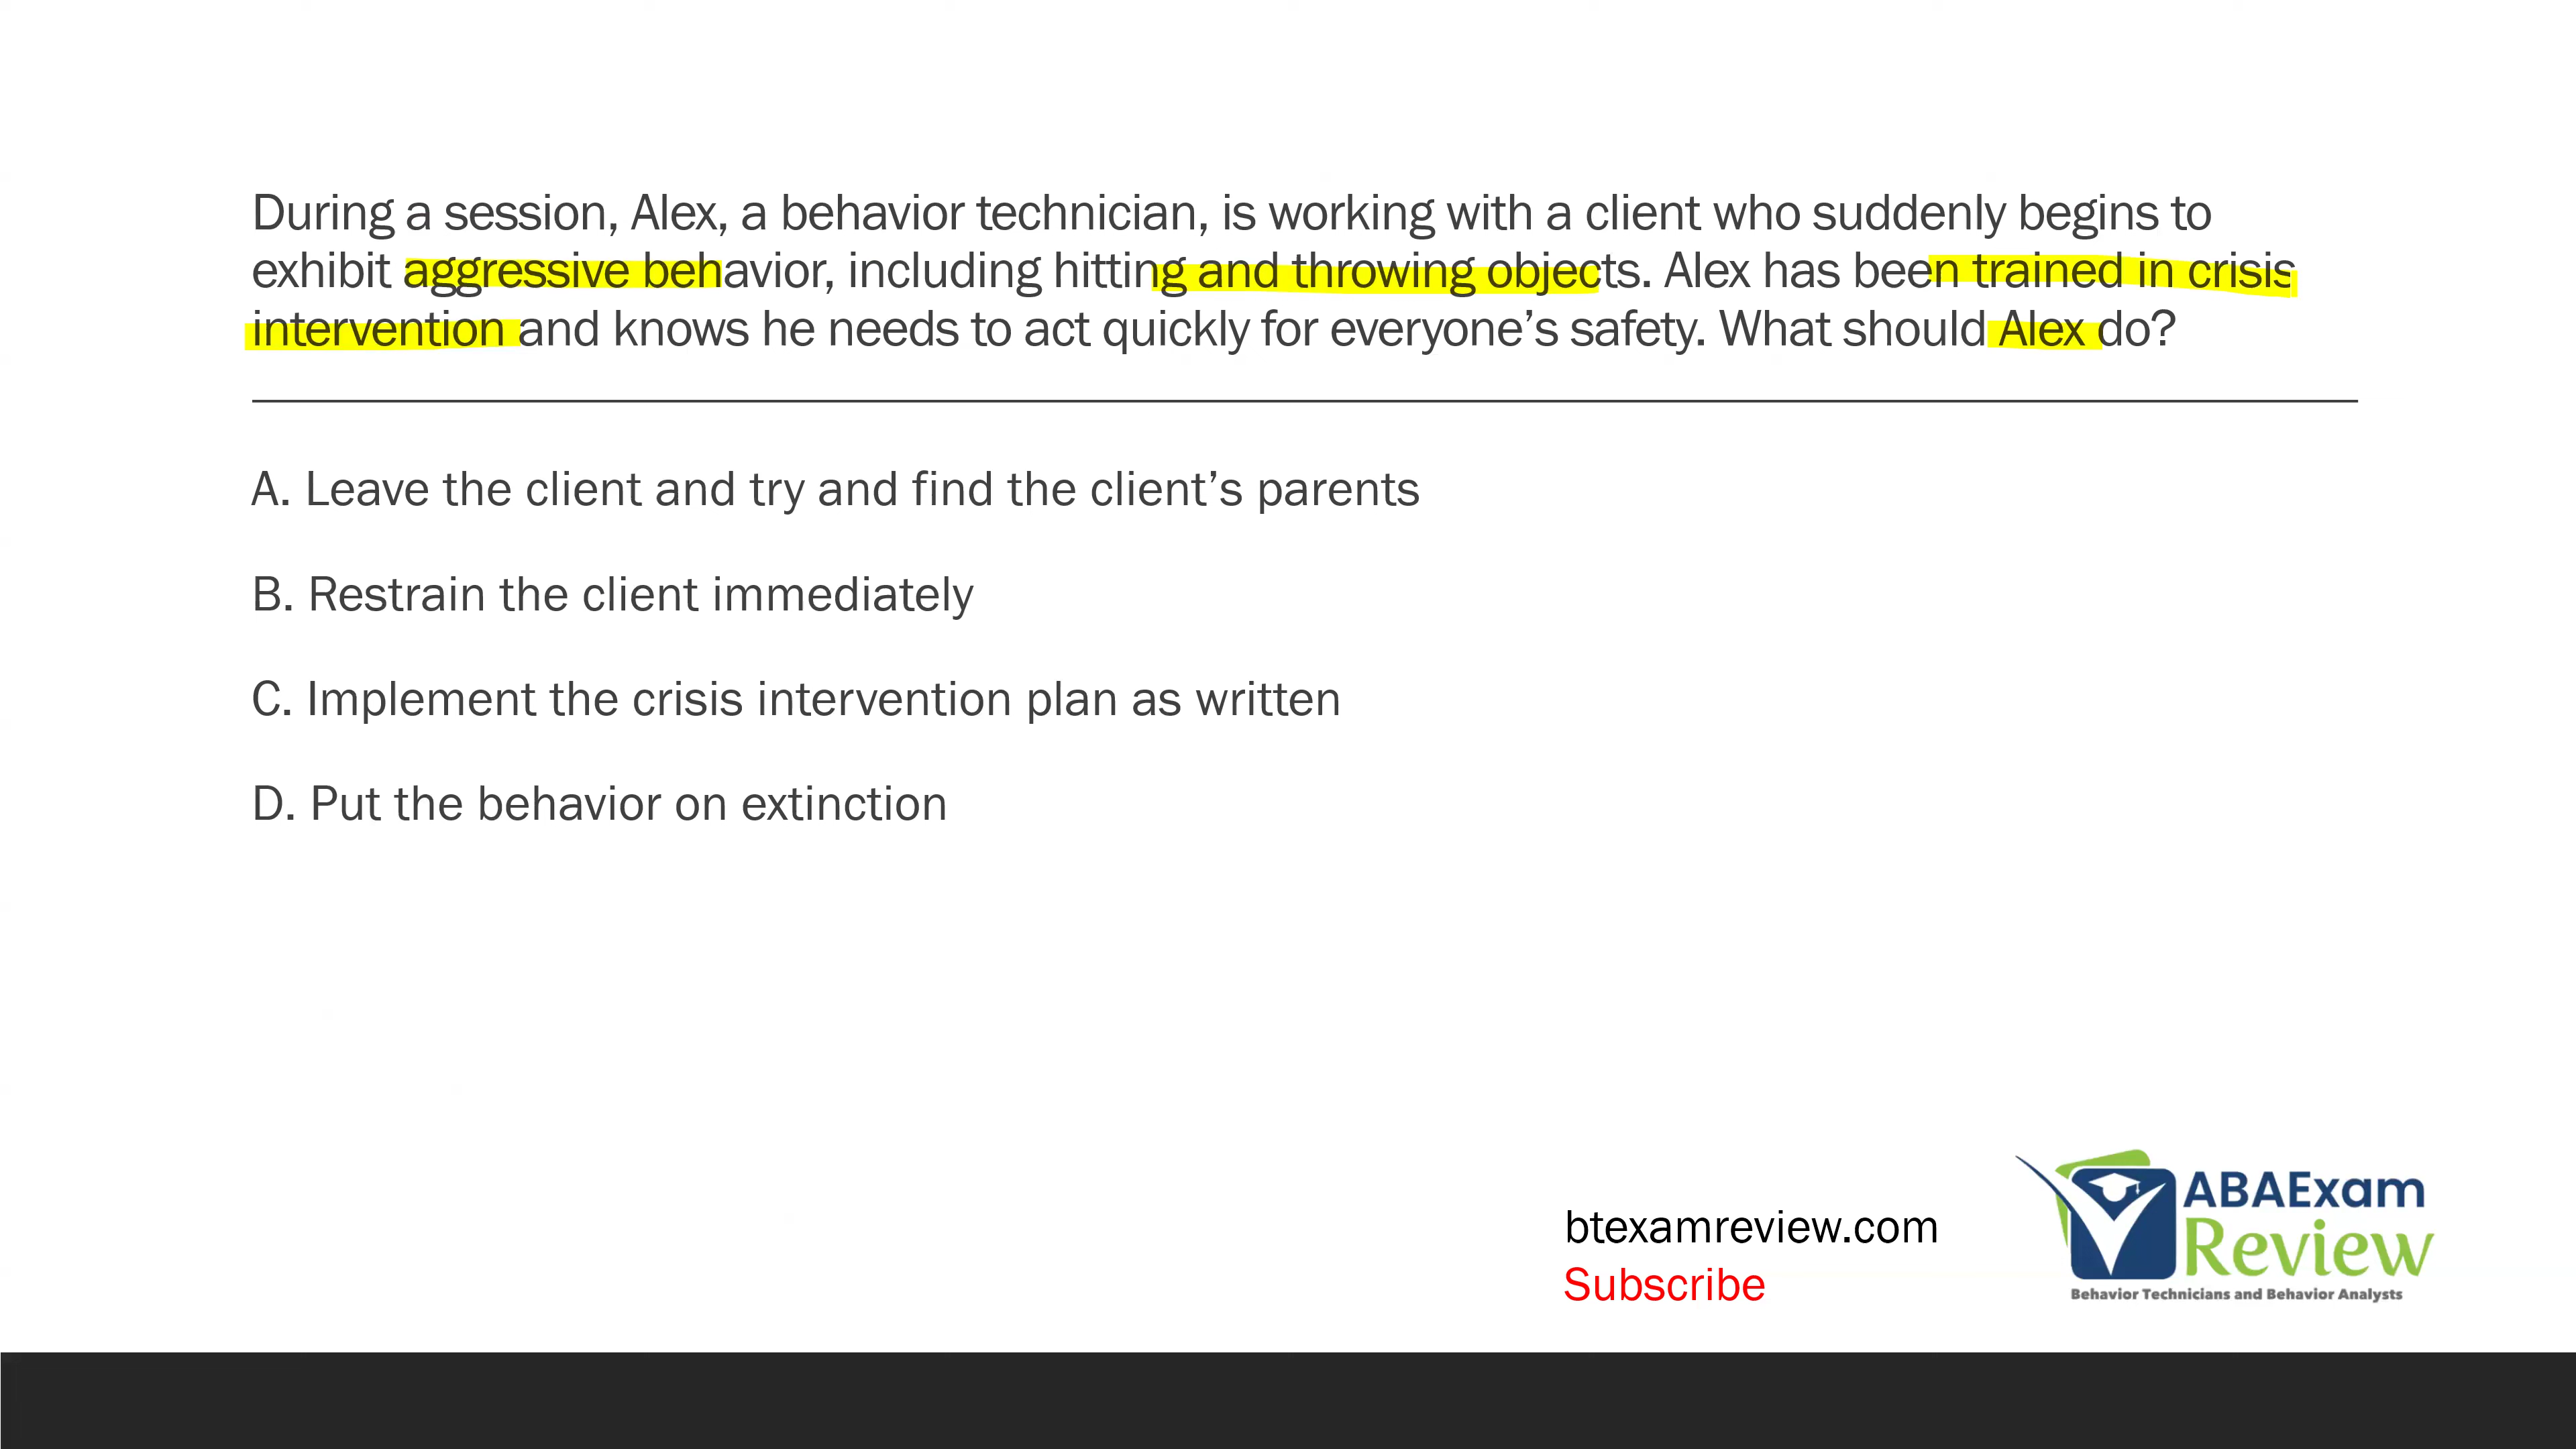 During a session, Alex, a behavior technician, is working with a client who suddenly begins to
exhibit aggressive behavior, including hitting and throwing objects. Alex has been trained in crisis
intervention and knows he needs to act quickly for everyone’s safety. What should Alex do?
A. Leave the client and try and find the client’s parents
B. Restrain the client immediately
C. Implement the crisis intervention plan as written
D. Put the behavior on extinction
btexamreview.com
Subscribe
ABAExam
Review
Behavior Technicians and Behavior Analysts